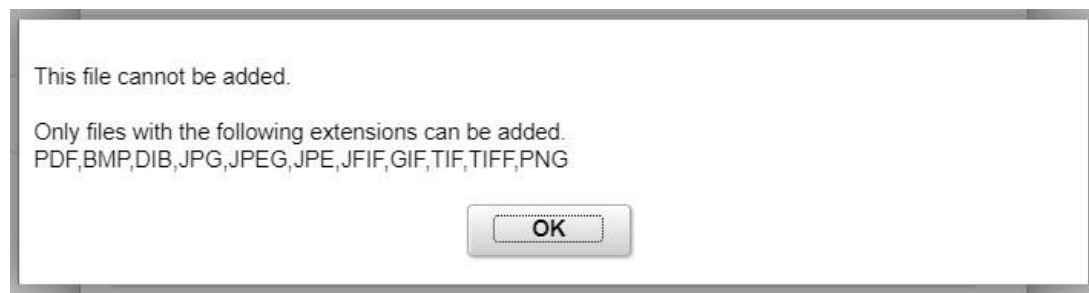 This file cannot be added.
Only files with the following extensions can be added.
PDF,BMP,DIB,JPG,JPEG,JPE,JFIF,GIF,TIF,TIFF,PNG
OK